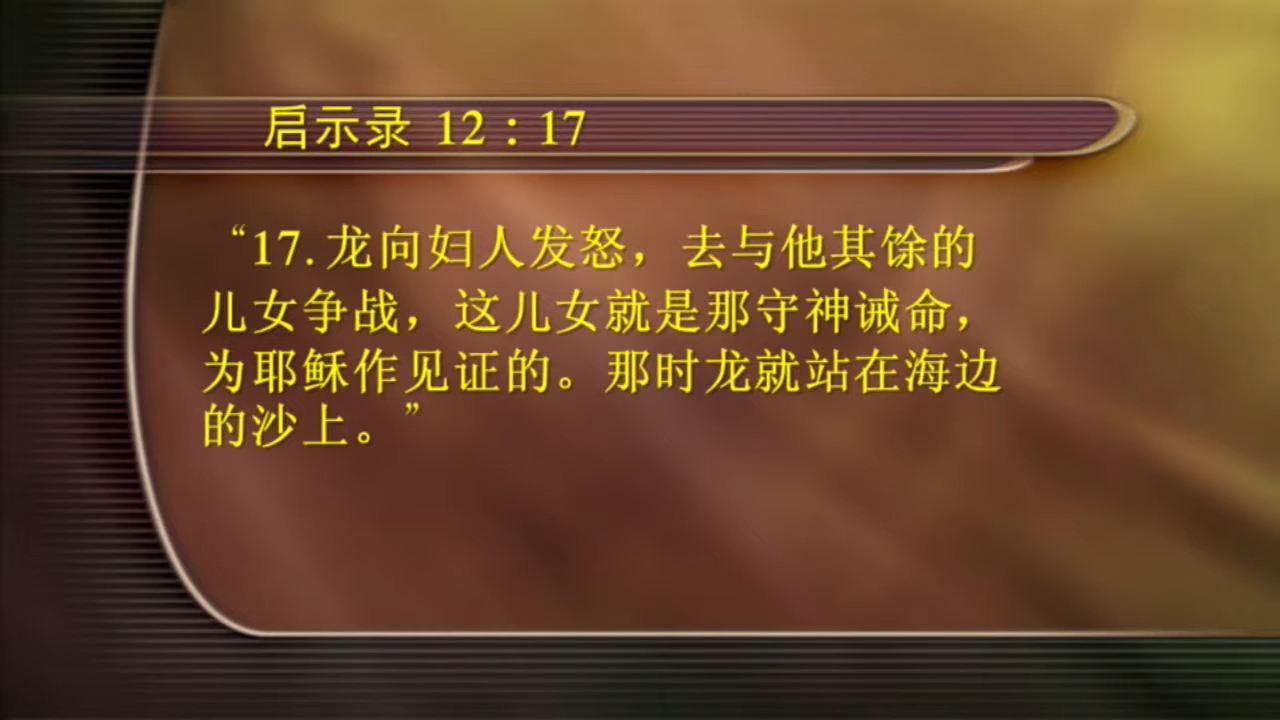 启示录 12：17
“17.龙向妇人发怒，去与他其馀的
儿女争战，这儿女就是那守神诫命，
为耶稣作见证的。那时龙就站在海边
的沙上。”